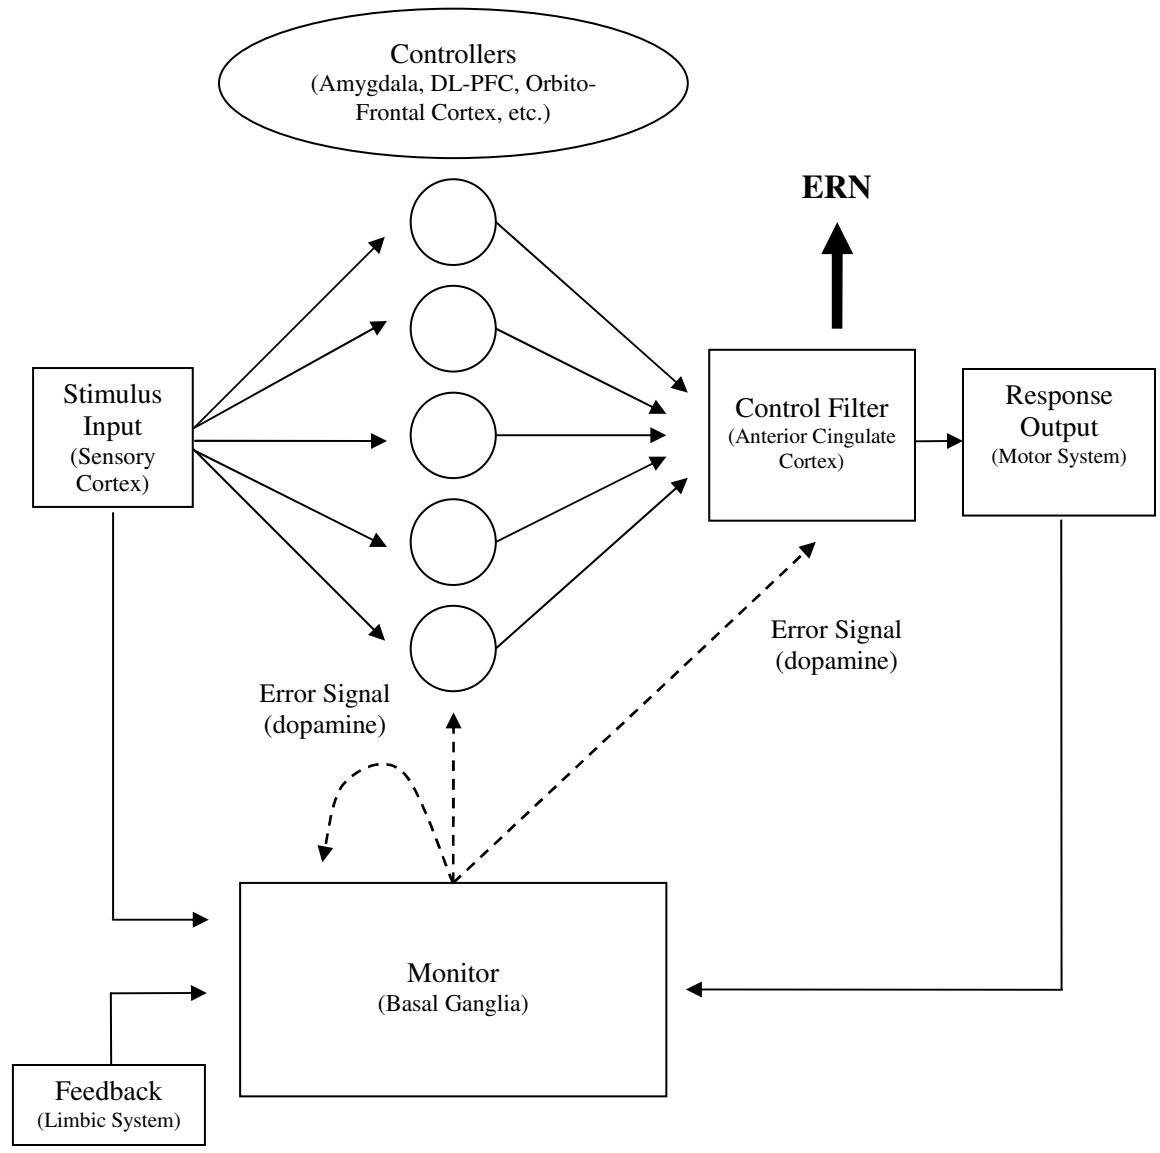 Controllers
(Amygdala, DL-PFC, Orbito-
Frontal Cortex, etc.)
ERN
Stimulus
Input
(Sensory
Cortex)
Control Filter
(Anterior Cingulate
Cortex)
Response
Output
(Motor System)
Error Signal
(dopamine)
Error Signal
(dopamine)
Monitor
(Basal Ganglia)
Feedback
(Limbic System)